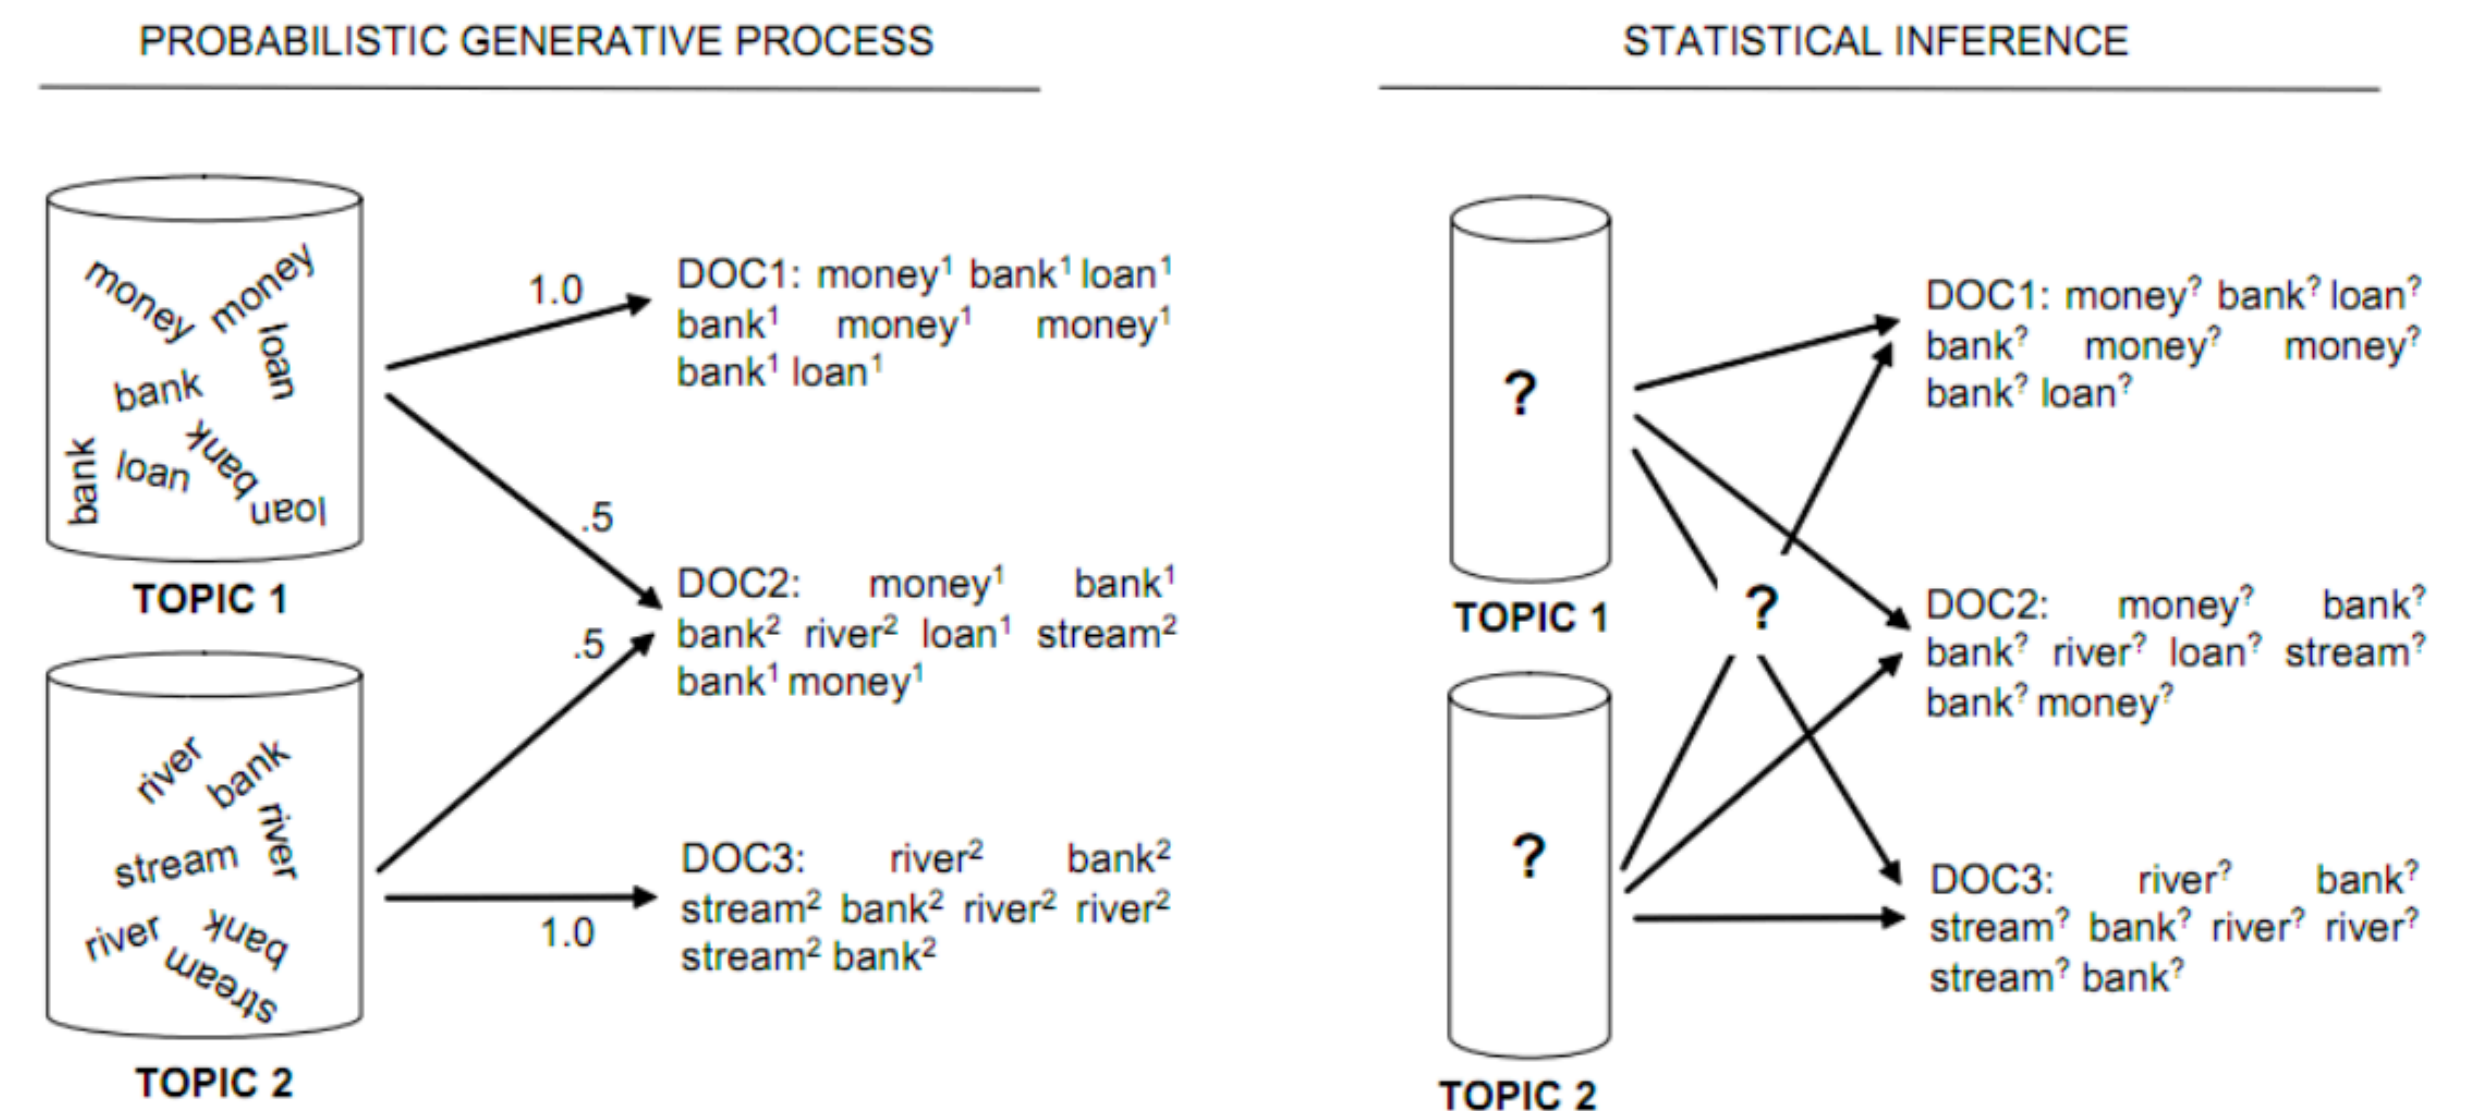 PROBABILISTIC GENERATIVE PROCESS
money
money
loan
bank
bank
loan
bank
loan
TOPIC 1
river
bank
river
stream
river
bank
stream
TOPIC 2
1.0
.5
.5
1.0
DOC1: money¹ bank¹ loan¹
bank¹ money¹ money¹
bank¹ loan¹
DOC2: money¹ bank¹
bank² river² loan¹ stream²
bank¹ money¹
DOC3: river² bank²
stream² bank² river² river²
stream² bank²
STATISTICAL INFERENCE
?
TOPIC 1
?
?
TOPIC 2
DOC1: money? bank? loan?
bank? money? money?
bank? loan?
DOC2: money? bank?
bank? river? loan? stream?
bank? money?
DOC3: river? bank?
stream? bank? river? river?
stream? bank?